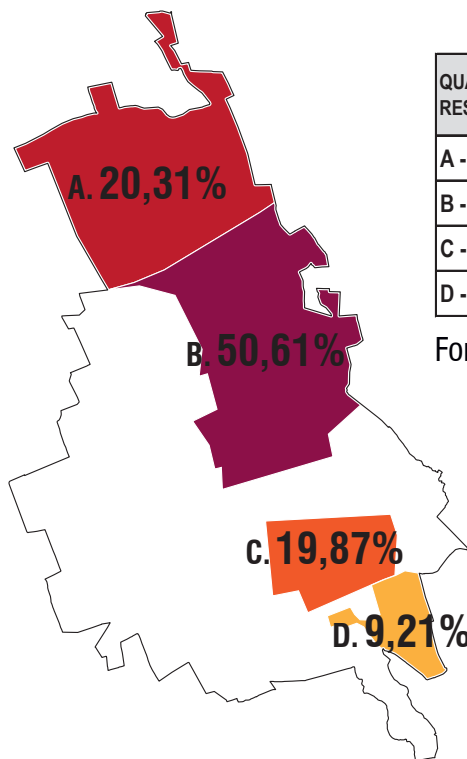 A. 20,31%
B. 50,61%
C. 19,87%
D. 9,21%
A -
B -
C -
D -